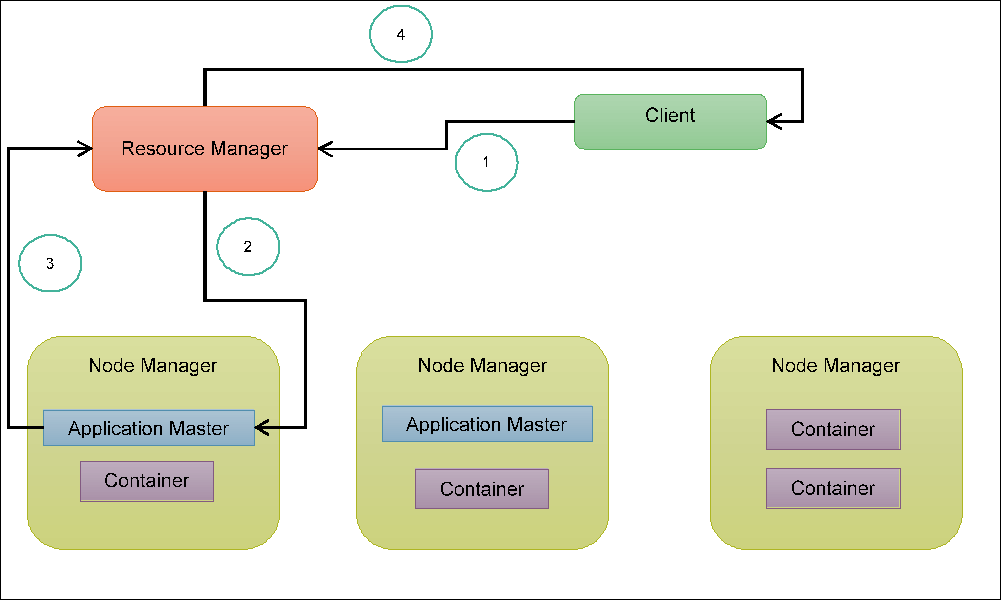 4
Client
Resource Manager
1
2
3
Node Manager
Application Master
Container
Node Manager
Application Master
Container
Node Manager
Container
Container